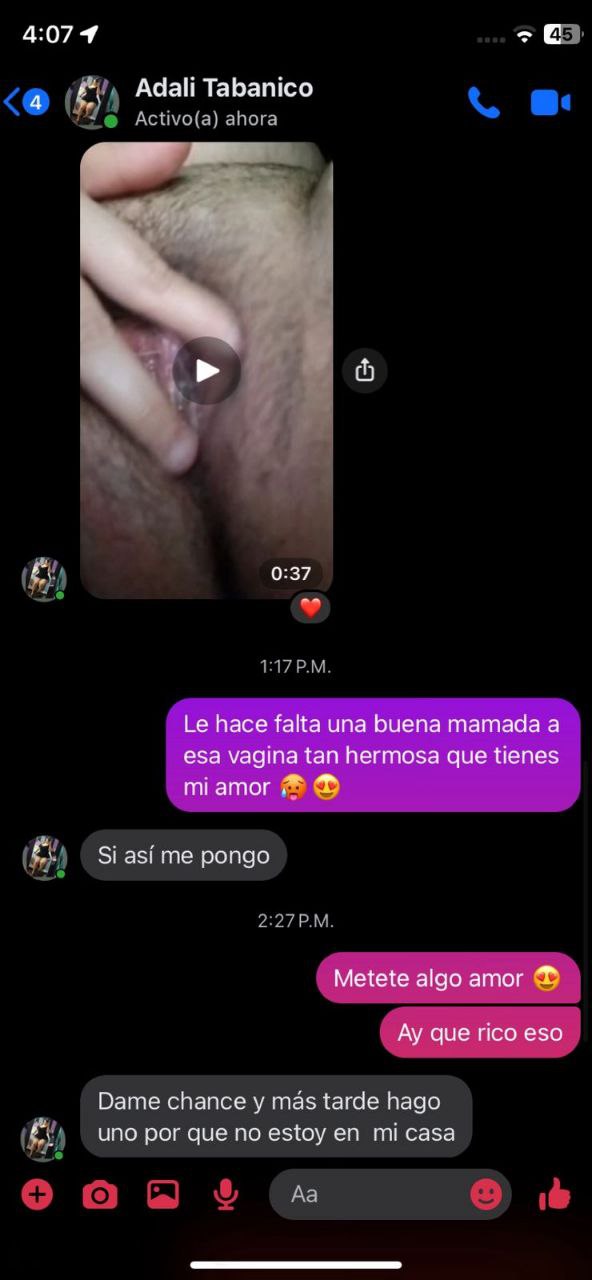 4:07
45
4
Adali Tabanico
Activo(a) ahora
0:37
1:17 P.M.
Le hace falta una buena mamada a
esa vagina tan hermosa que tienes
mi amor 🥵 😍
Si así me pongo
2:27 P.M.
Metete algo amor 😍
Ay que rico eso
Dame chance y más tarde hago
uno por que no estoy en mi casa
Aa